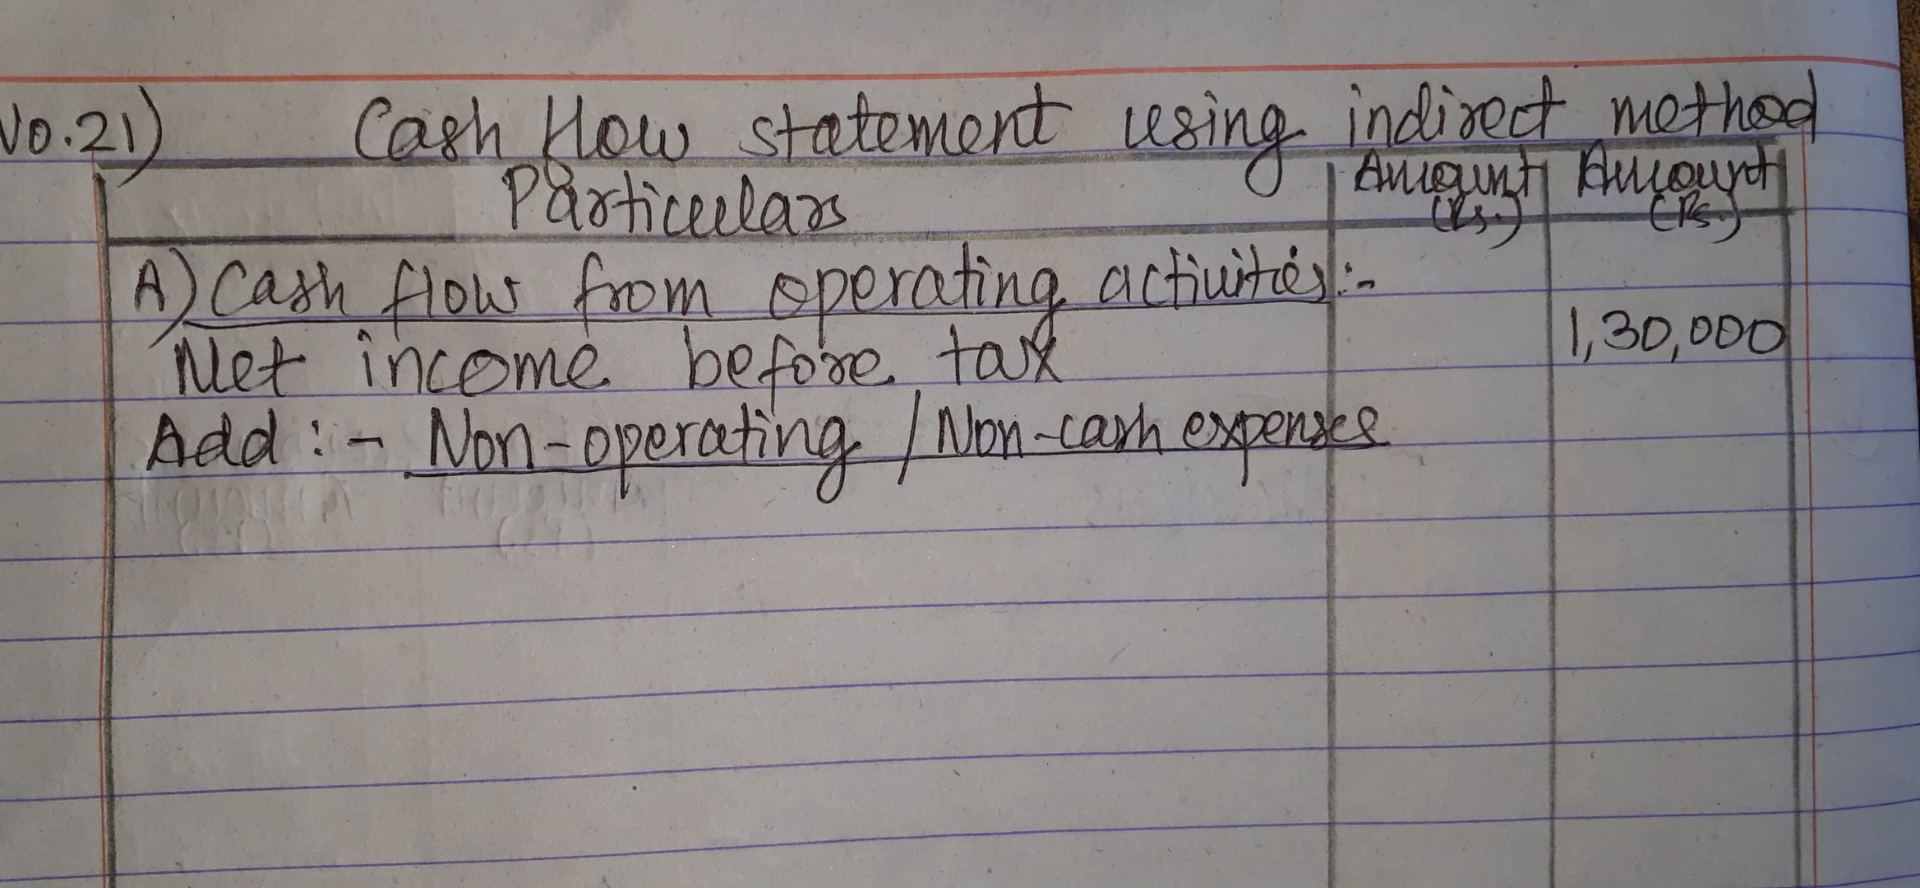 No.21) Cash Flow statement using indirect method
Particulars Amount (Rs.) Amount (Rs.)
A) Cash flow from operating activities:-
Net income before tax 1,30,000
Add :- Non-operating / Non-cash expenses